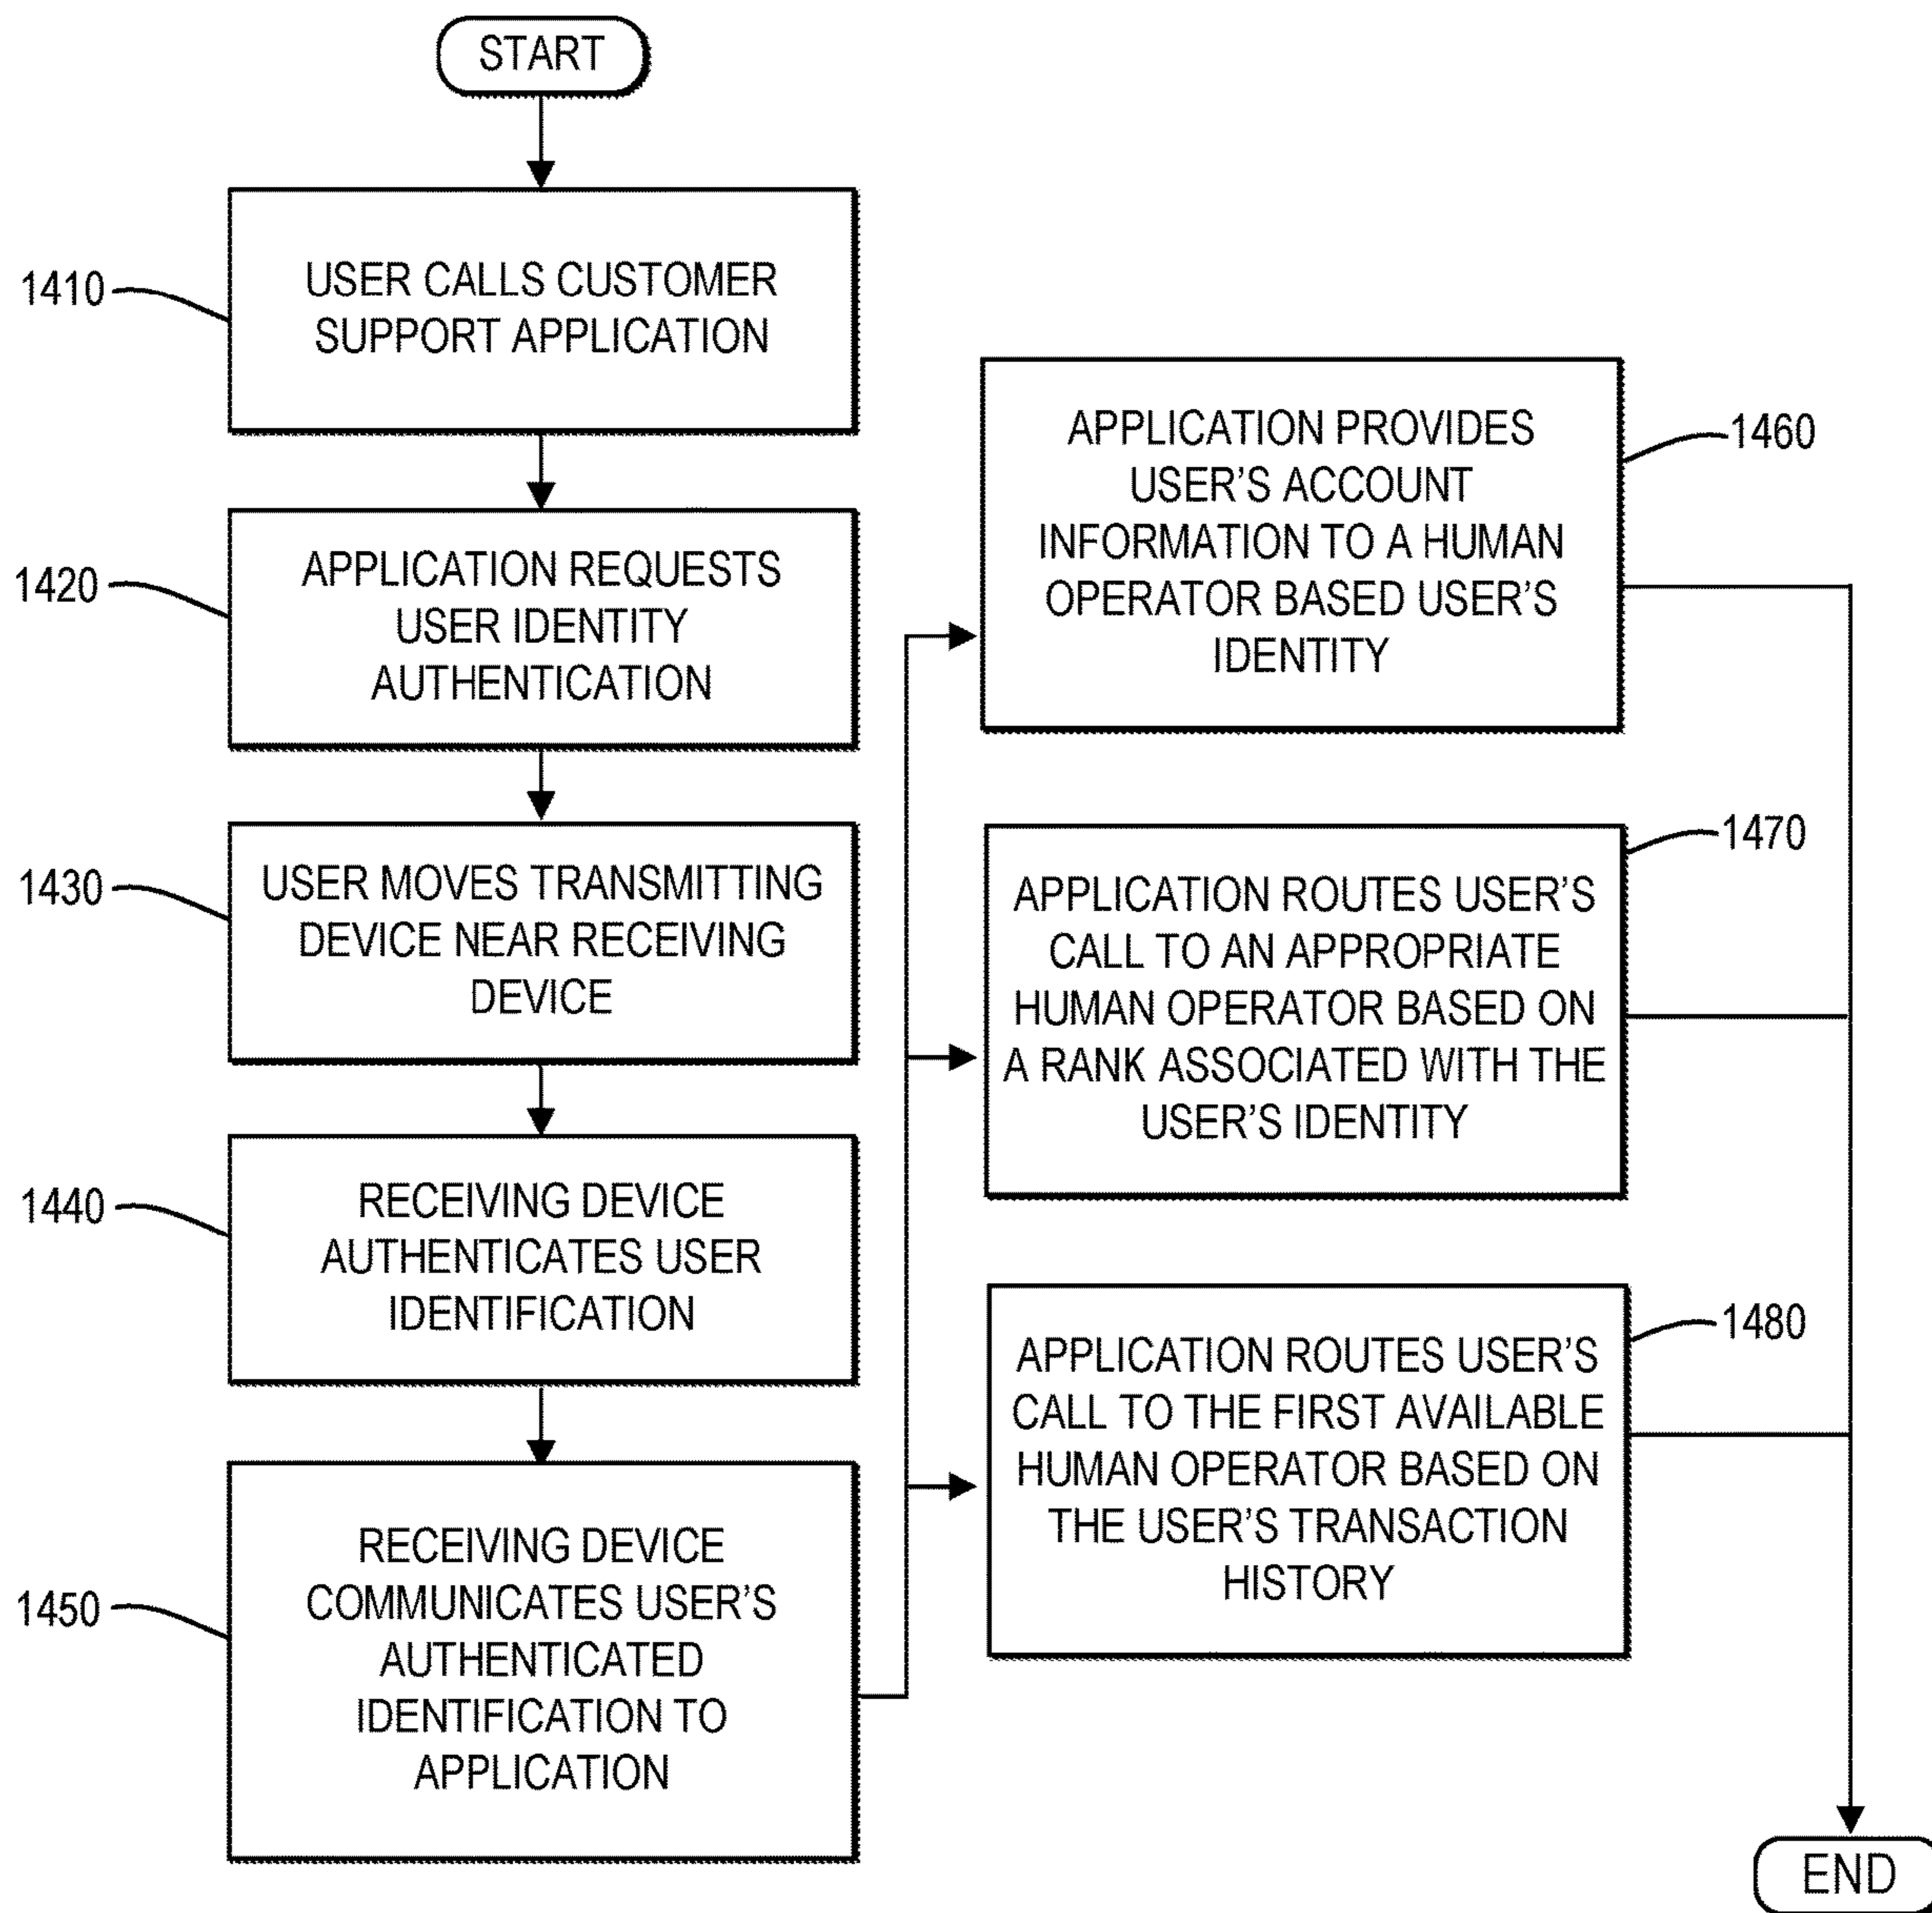 START
1410
USER CALLS CUSTOMER
SUPPORT APPLICATION
1420
APPLICATION REQUESTS
USER IDENTITY
AUTHENTICATION
1430
USER MOVES TRANSMITTING
DEVICE NEAR RECEIVING
DEVICE
1440
RECEIVING DEVICE
AUTHENTICATES USER
IDENTIFICATION
1450
RECEIVING DEVICE
COMMUNICATES USER'S
AUTHENTICATED
IDENTIFICATION TO
APPLICATION
1460
APPLICATION PROVIDES
USER'S ACCOUNT
INFORMATION TO A HUMAN
OPERATOR BASED USER'S
IDENTITY
1470
APPLICATION ROUTES USER'S
CALL TO AN APPROPRIATE
HUMAN OPERATOR BASED ON
A RANK ASSOCIATED WITH THE
USER'S IDENTITY
1480
APPLICATION ROUTES USER'S
CALL TO THE FIRST AVAILABLE
HUMAN OPERATOR BASED ON
THE USER'S TRANSACTION
HISTORY
END